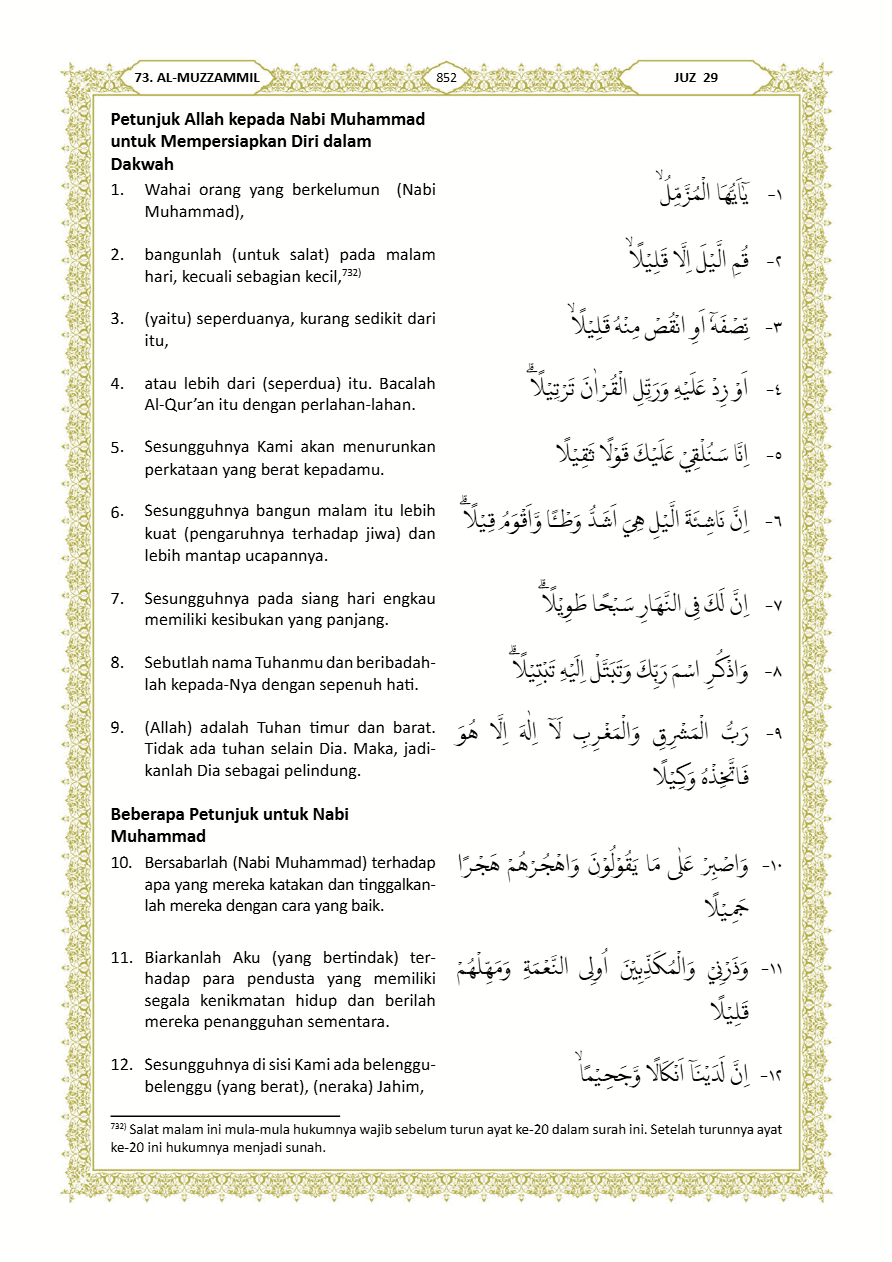 73. AL-MUZZAMMIL
852
JUZ 29
Petunjuk Allah kepada Nabi Muhammad
untuk Mempersiapkan Diri dalam
Dakwah
1. Wahai orang yang berkelumun (Nabi
Muhammad),
١- يٰٓاَيُّهَا الْمُزَّمِّلُۙ
2. bangunlah (untuk salat) pada malam
hari, kecuali sebagian kecil,732)
٢- قُمِ الَّيْلَ اِلَّا قَلِيْلًاۙ
3. (yaitu) seperduanya, kurang sedikit dari
itu,
٣- نِّصْفَهٗٓ اَوِ انْقُصْ مِنْهُ قَلِيْلًاۙ
4. atau lebih dari (seperdua) itu. Bacalah
Al-Qur’an itu dengan perlahan-lahan.
٤- اَوْ زِدْ عَلَيْهِ وَرَتِّلِ الْقُرْاٰنَ تَرْتِيْلًاۗ
5. Sesungguhnya Kami akan menurunkan
perkataan yang berat kepadamu.
٥- اِنَّا سَنُلْقِيْ عَلَيْكَ قَوْلًا ثَقِيْلًا
6. Sesungguhnya bangun malam itu lebih
kuat (pengaruhnya terhadap jiwa) dan
lebih mantap ucapannya.
٦- اِنَّ نَاشِئَةَ الَّيْلِ هِيَ اَشَدُّ وَطْـًٔا وَّاَقْوَمُ قِيْلًاۗ
7. Sesungguhnya pada siang hari engkau
memiliki kesibukan yang panjang.
٧- اِنَّ لَكَ فِى النَّهَارِ سَبْحًا طَوِيْلًاۗ
8. Sebutlah nama Tuhanmu dan beribadah-
lah kepada-Nya dengan sepenuh hati.
٨- وَاذْكُرِ اسْمَ رَبِّكَ وَتَبَتَّلْ اِلَيْهِ تَبْتِيْلًاۗ
9. (Allah) adalah Tuhan timur dan barat.
Tidak ada tuhan selain Dia. Maka, jadi-
kanlah Dia sebagai pelindung.
٩- رَبُّ الْمَشْرِقِ وَالْمَغْرِبِ لَآ اِلٰهَ اِلَّا هُوَ
فَاتَّخِذْهُ وَكِيْلًا
Beberapa Petunjuk untuk Nabi
Muhammad
10. Bersabarlah (Nabi Muhammad) terhadap
apa yang mereka katakan dan tinggalkan-
lah mereka dengan cara yang baik.
١٠- وَاصْبِرْ عَلٰى مَا يَقُوْلُوْنَ وَاهْجُرْهُمْ هَجْرًا
جَمِيْلًا
11. Biarkanlah Aku (yang bertindak) ter-
hadap para pendusta yang memiliki
segala kenikmatan hidup dan berilah
mereka penangguhan sementara.
١١- وَذَرْنِيْ وَالْمُكَذِّبِيْنَ اُولِى النَّعْمَةِ وَمَهِّلْهُمْ
قَلِيْلًا
12. Sesungguhnya di sisi Kami ada belenggu-
belenggu (yang berat), (neraka) Jahim,
١٢- اِنَّ لَدَيْنَآ اَنْكَالًا وَّجَحِيْمًاۙ
732) Salat malam ini mula-mula hukumnya wajib sebelum turun ayat ke-20 dalam surah ini. Setelah turunnya ayat
ke-20 ini hukumnya menjadi sunah.